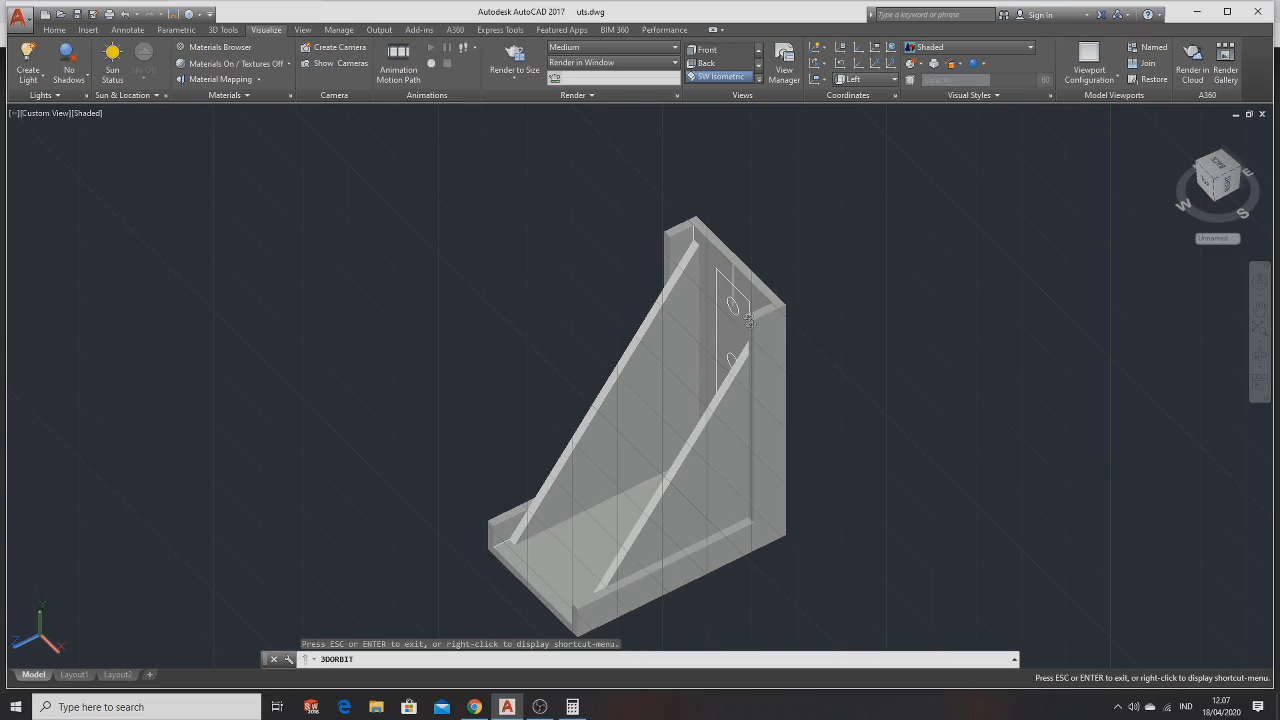 Autodesk AutoCAD 2017 uts.dwg
Type a keyword or phrase
Sign In
Home Insert Annotate Parametric 3D Tools Visualize View Manage Output Add-ins A360 Express Tools Featured Apps BIM 360 Performance
Create
Light
No
Shadows
Sun
Status
Sky Off
Materials Browser
Materials On / Textures Off
Material Mapping
Create Camera
Show Cameras
Animation
Motion Path
Render to Size
Medium
Render in Window
Front
Back
SW Isometric
View
Manager
Left
Shaded
Opacity 60
Viewport
Configuration
Named
Join
Restore
Render in
Cloud
Render
Gallery
Lights
Sun & Location
Materials
Camera
Animations
Render
Views
Coordinates
Visual Styles
Model Viewports
A360
[−][Custom View][Shaded]
BACK
W
S
E
Unnamed
Y
Z
X
Press ESC or ENTER to exit, or right-click to display shortcut-menu.
3DORBIT
Model Layout1 Layout2 +
Press ESC or ENTER to exit, or right-click to display shortcut-menu.
Type here to search
IND
12.07
18/04/2020